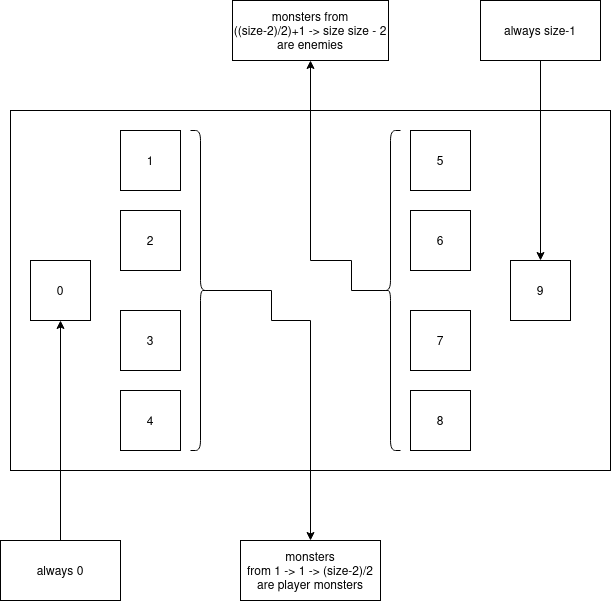 monsters from
((size-2)/2)+1 -> size size - 2
are enemies
always size-1
1
5
2
6
0
9
3
7
4
8
always 0
monsters
from 1 -> 1 -> (size-2)/2
are player monsters